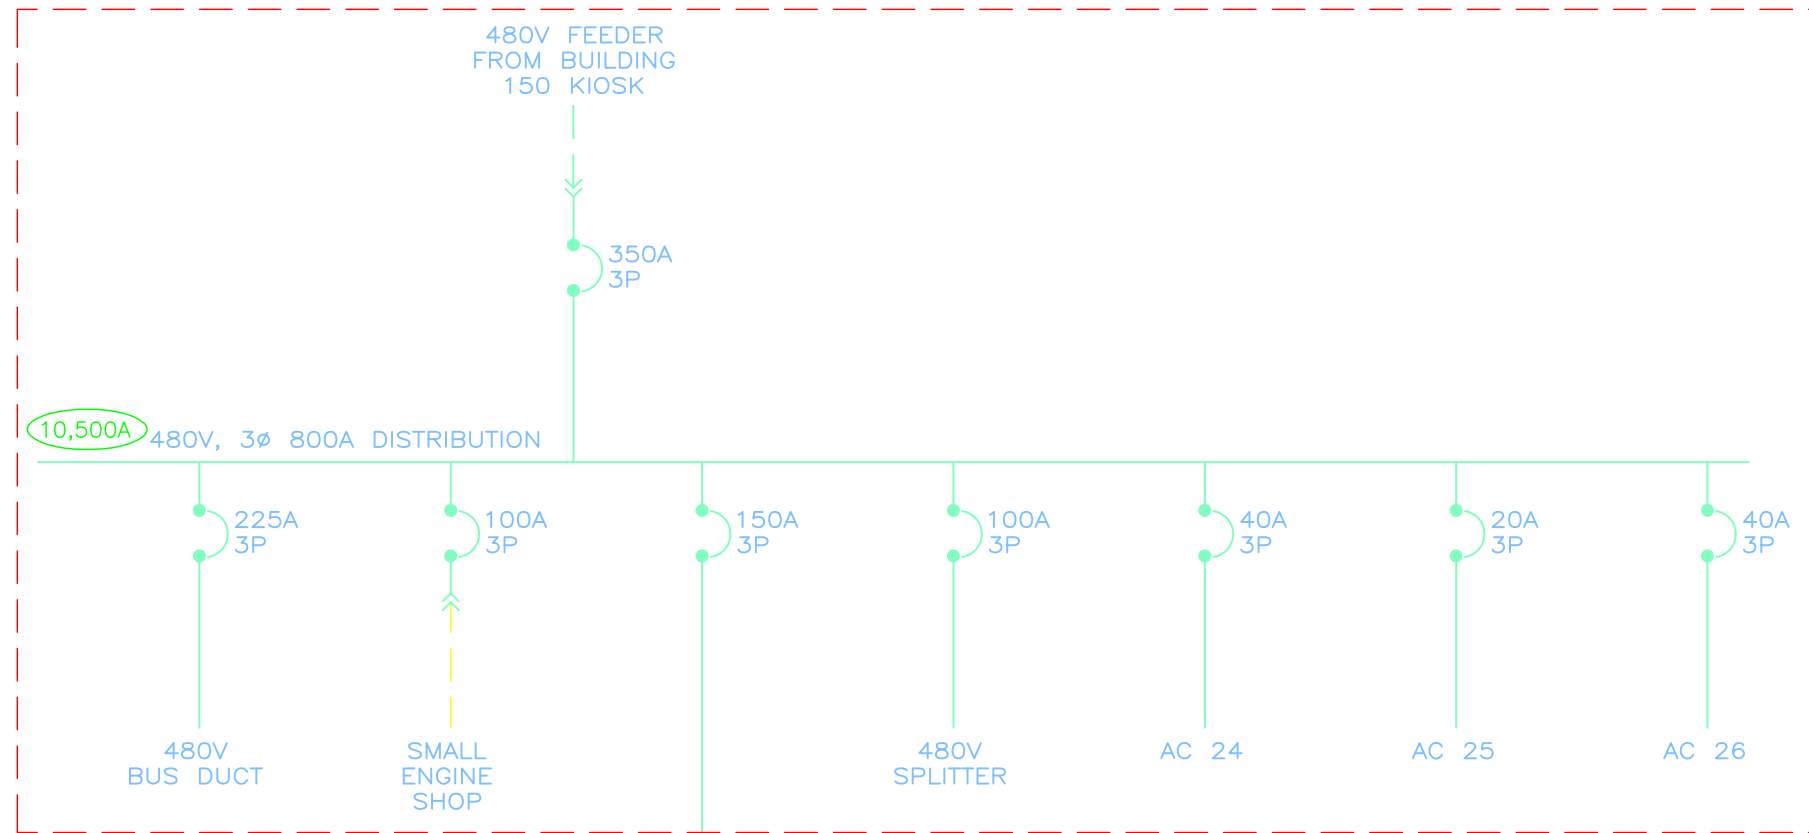 480V FEEDER
FROM BUILDING
150 KIOSK
350A
3P
10,500A
480V, 3ø 800A DISTRIBUTION
225A
3P
100A
3P
150A
3P
100A
3P
40A
3P
20A
3P
40A
3P
480V
BUS DUCT
SMALL
ENGINE
SHOP
480V
SPLITTER
AC 24
AC 25
AC 26